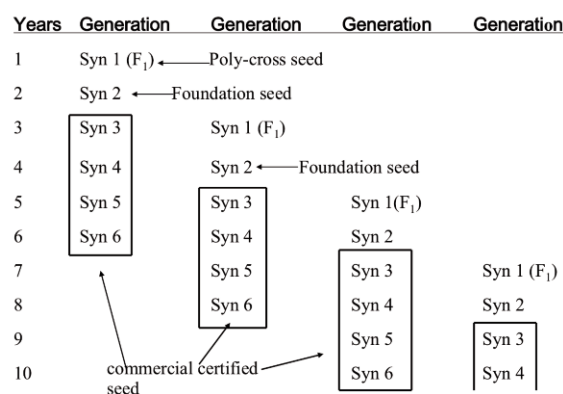 Years Generation Generation Generation Generation
1 Syn 1 (F₁) Poly-cross seed
2 Syn 2 Foundation seed
3 Syn 3 Syn 1 (F₁)
4 Syn 4 Syn 2 Foundation seed
5 Syn 5 Syn 3 Syn 1(F₁)
6 Syn 6 Syn 4 Syn 2
7 Syn 5 Syn 3 Syn 1 (F₁)
8 Syn 6 Syn 4 Syn 2
9 Syn 5 Syn 3
10 commercial certified Syn 6 Syn 4
seed